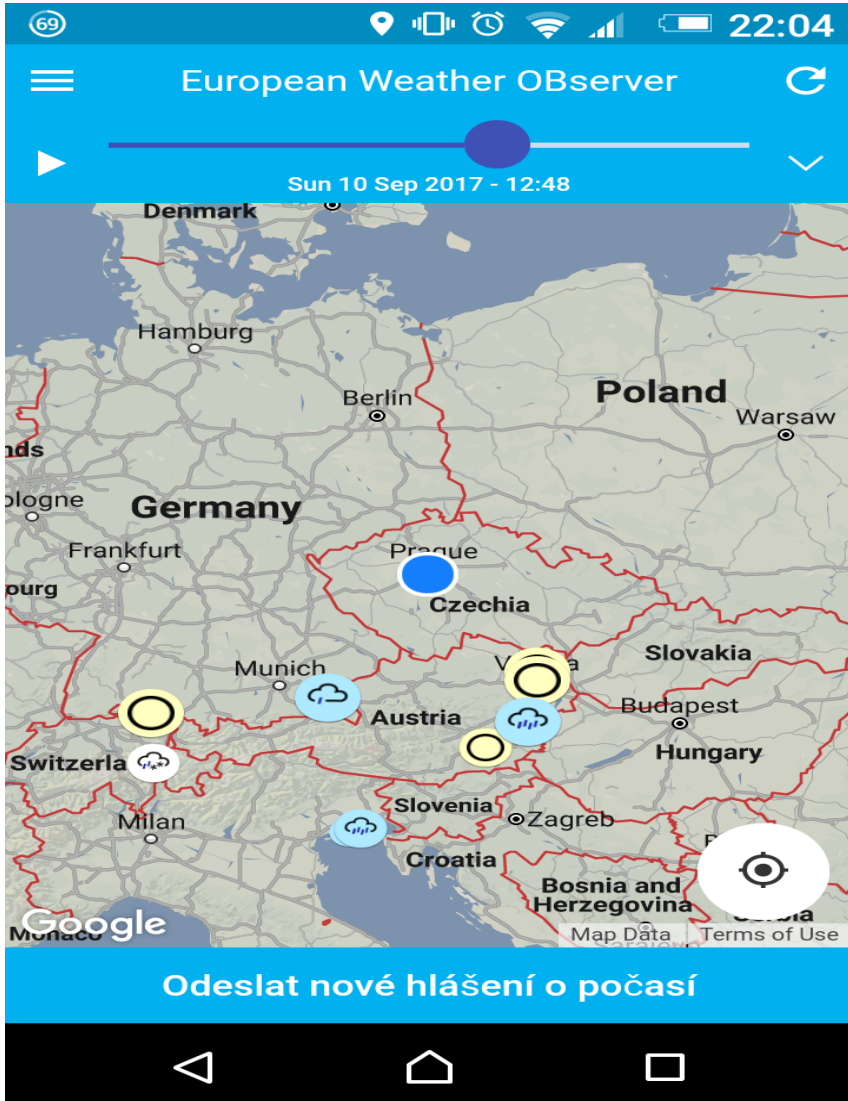 69
22:04
European Weather OBserver
Sun 10 Sep 2017 - 12:48
Denmark
Hamburg
Berlin
Poland
Warsaw
nds
ologne
Germany
Frankfurt
Prague
ourg
Czechia
Munich
Slovakia
Austria
Budapest
Switzerla
Hungary
Slovenia
Milan
Zagreb
Croatia
Bosnia and
Herzegovina
Google
Monaco
Map Data
Terms of Use
Sarajevo
Odeslat nové hlášení o počasí